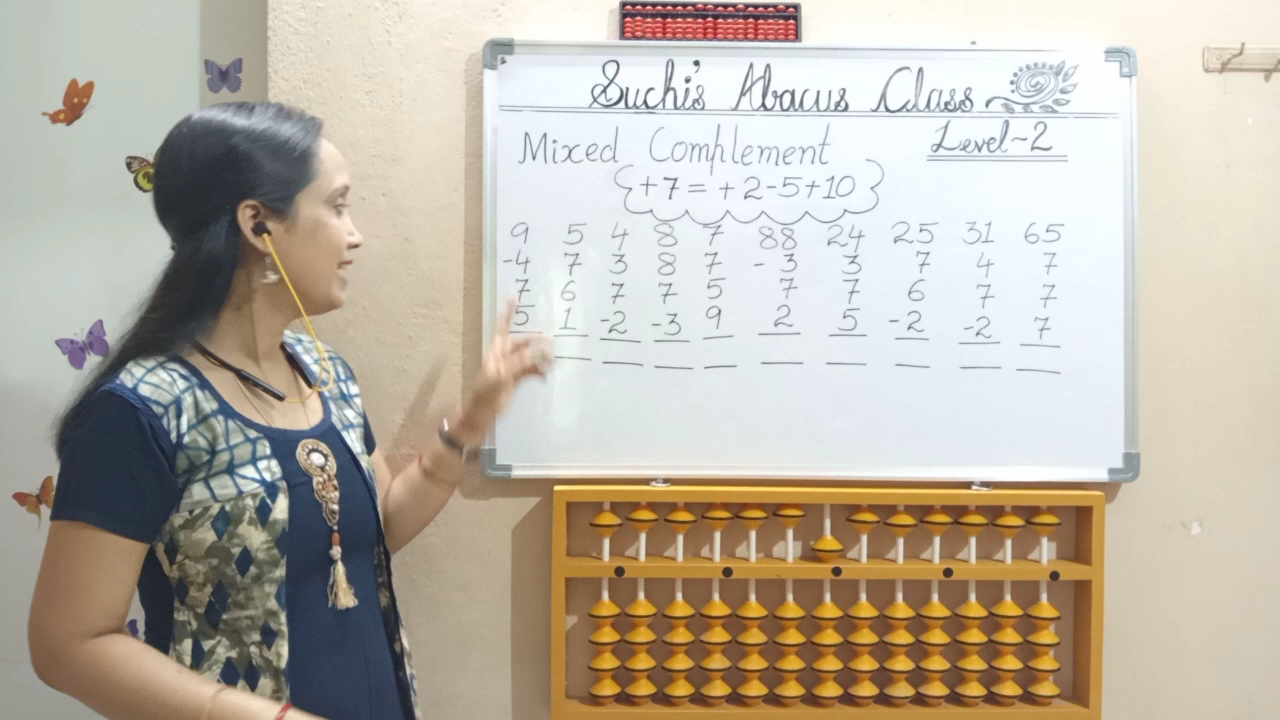 Suchi's Abacus Class
Level-2
Mixed Complement
+7=+2-5+10
9 5 4 8 7 88 24 25 31 65
-4 7 3 8 7 -3 3 7 4 7
7 6 7 7 5 7 7 6 7 7
5 1 -2 -3 9 2 5 -2 -2 7